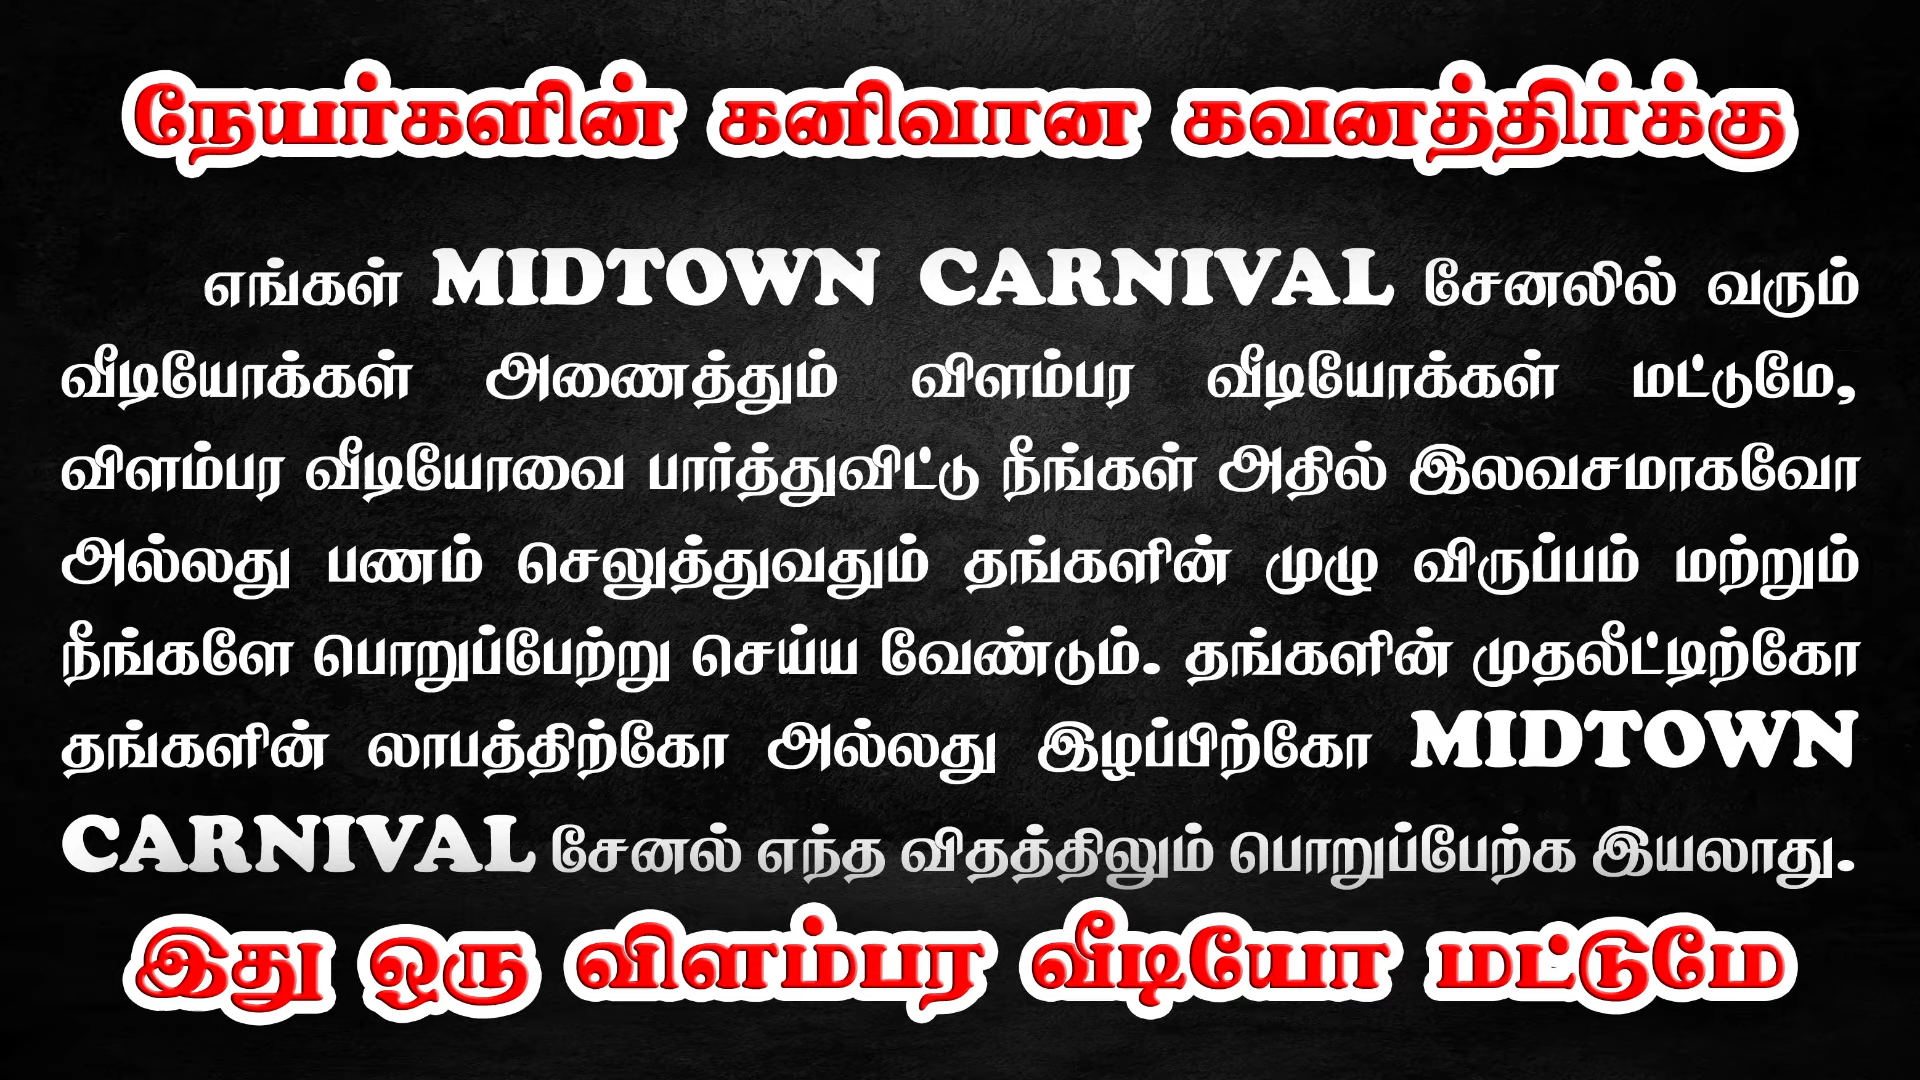 நேயர்களின் கனிவான கவனத்திர்க்கு
எங்கள் MIDTOWN CARNIVAL சேனலில் வரும்
வீடியோக்கள் அணைத்தும் விளம்பர வீடியோக்கள் மட்டுமே,
விளம்பர வீடியோவை பார்த்துவிட்டு நீங்கள் அதில் இலவசமாகவோ
அல்லது பணம் செலுத்துவதும் தங்களின் முழு விருப்பம் மற்றும்
நீங்களே பொறுப்பேற்று செய்ய வேண்டும். தங்களின் முதலீட்டிற்கோ
தங்களின் லாபத்திற்கோ அல்லது இழப்பிற்கோ MIDTOWN
CARNIVAL சேனல் எந்த விதத்திலும் பொறுப்பேற்க இயலாது.
இது ஒரு விளம்பர வீடியோ மட்டுமே